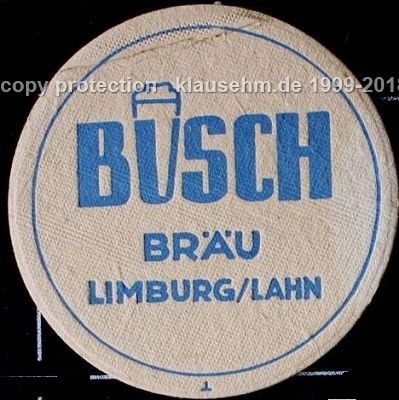 copy protection - klausehm.de 1999-2018
BUSCH
BRÄU
LIMBURG/LAHN